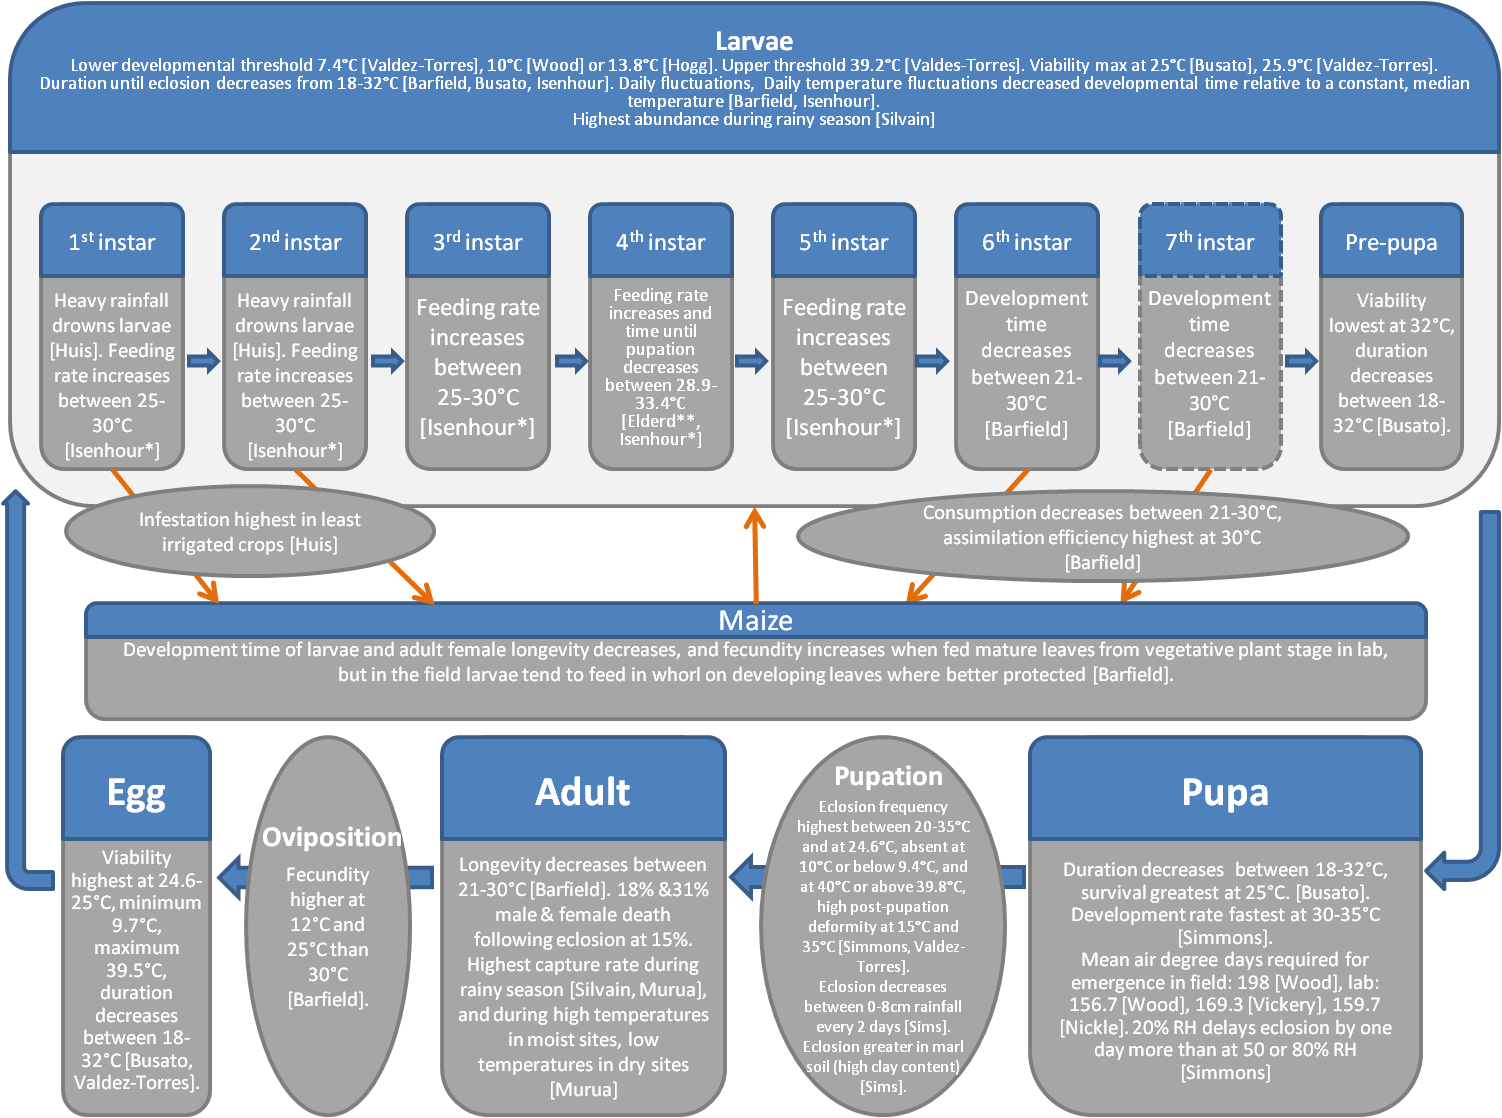 Larvae
Lower developmental threshold 7.4°C [Valdez-Torres], 10°C [Wood] or 13.8°C [Hogg]. Upper threshold 39.2°C [Valdes-Torres]. Viability max at 25°C [Busato], 25.9°C [Valdez-Torres].
Duration until eclosion decreases from 18-32°C [Barfield, Busato, Isenhour]. Daily fluctuations,  Daily temperature fluctuations decreased developmental time relative to a constant, median
temperature [Barfield, Isenhour].
Highest abundance during rainy season [Silvain]
1st instar
Heavy rainfall
drowns larvae
[Huis]. Feeding
rate increases
between 25-
30°C
[Isenhour*]
2nd instar
Heavy rainfall
drowns larvae
[Huis]. Feeding
rate increases
between 25-
30°C
[Isenhour*]
3rd instar
Feeding rate
increases
between
25-30°C
[Isenhour*]
4th instar
Feeding rate
increases and
time until
pupation
decreases
between 28.9-
33.4°C
[Elderd**,
Isenhour*]
5th instar
Feeding rate
increases
between
25-30°C
[Isenhour*]
6th instar
Development
time
decreases
between 21-
30°C
[Barfield]
7th instar
Development
time
decreases
between 21-
30°C
[Barfield]
Pre-pupa
Viability
lowest at 32°C,
duration
decreases
between 18-
32°C [Busato].
Infestation highest in least
irrigated crops [Huis]
Consumption decreases between 21-30°C,
assimilation efficiency highest at 30°C
[Barfield]
Maize
Development time of larvae and adult female longevity decreases, and fecundity increases when fed mature leaves from vegetative plant stage in lab,
but in the field larvae tend to feed in whorl on developing leaves where better protected [Barfield].
Egg
Viability
highest at 24.6-
25°C, minimum
9.7°C,
maximum
39.5°C,
duration
decreases
between 18-
32°C [Busato,
Valdez-Torres].
Oviposition
Fecundity
higher at
12°C and
25°C than
30°C
[Barfield].
Adult
Longevity decreases between
21-30°C [Barfield]. 18% &31%
male & female death
following eclosion at 15%.
Highest capture rate during
rainy season [Silvain, Murua],
and during high temperatures
in moist sites, low
temperatures in dry sites
[Murua]
Pupation
Eclosion frequency
highest between 20-35°C
and at 24.6°C, absent at
10°C or below 9.4°C, and
at 40°C or above 39.8°C,
high post-pupation
deformity at 15°C and
35°C [Simmons, Valdez-
Torres].
Eclosion decreases
between 0-8cm rainfall
every 2 days [Sims].
Eclosion greater in marl
soil (high clay content)
[Sims].
Pupa
Duration decreases  between 18-32°C,
survival greatest at 25°C. [Busato].
Development rate fastest at 30-35°C
[Simmons].
Mean air degree days required for
emergence in field: 198 [Wood], lab:
156.7 [Wood], 169.3 [Vickery], 159.7
[Nickle]. 20% RH delays eclosion by one
day more than at 50 or 80% RH
[Simmons]